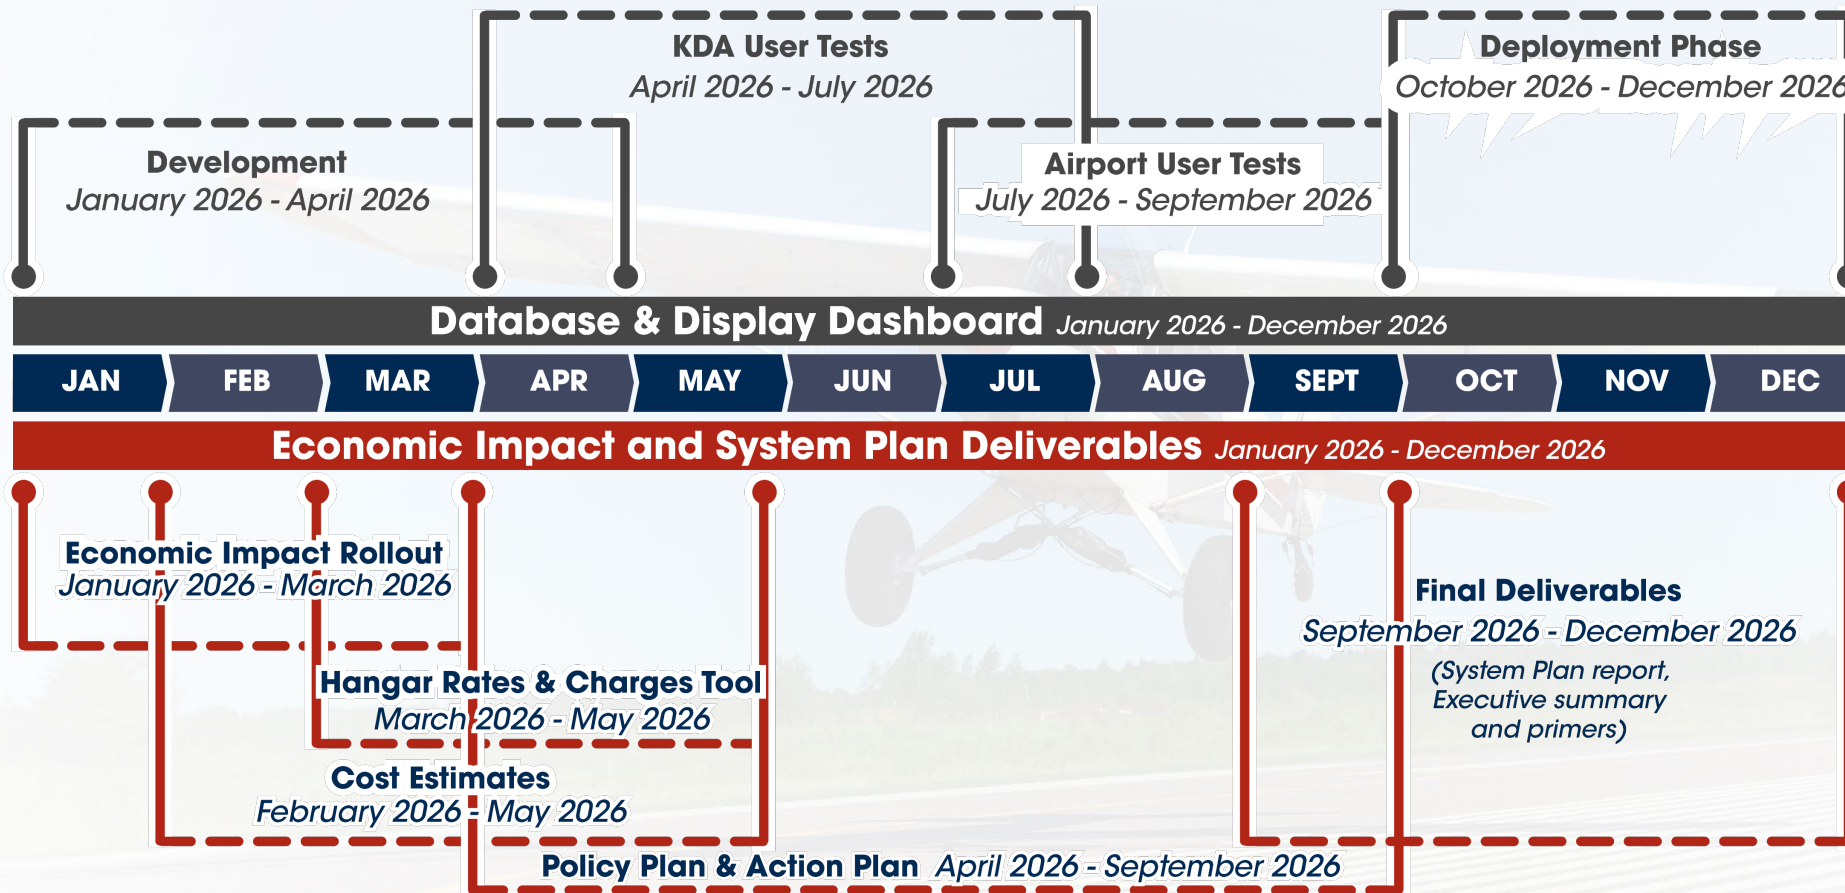 KDA User Tests
April 2026 - July 2026
Deployment Phase
October 2026 - December 2026
Development
January 2026 - April 2026
Airport User Tests
July 2026 - September 2026
Database & Display Dashboard January 2026 - December 2026
JAN FEB MAR APR MAY JUN JUL AUG SEPT OCT NOV DEC
Economic Impact and System Plan Deliverables January 2026 - December 2026
Economic Impact Rollout
January 2026 - March 2026
Hangar Rates & Charges Tool
March 2026 - May 2026
Cost Estimates
February 2026 - May 2026
Policy Plan & Action Plan April 2026 - September 2026
Final Deliverables
September 2026 - December 2026
(System Plan report,
Executive summary
and primers)